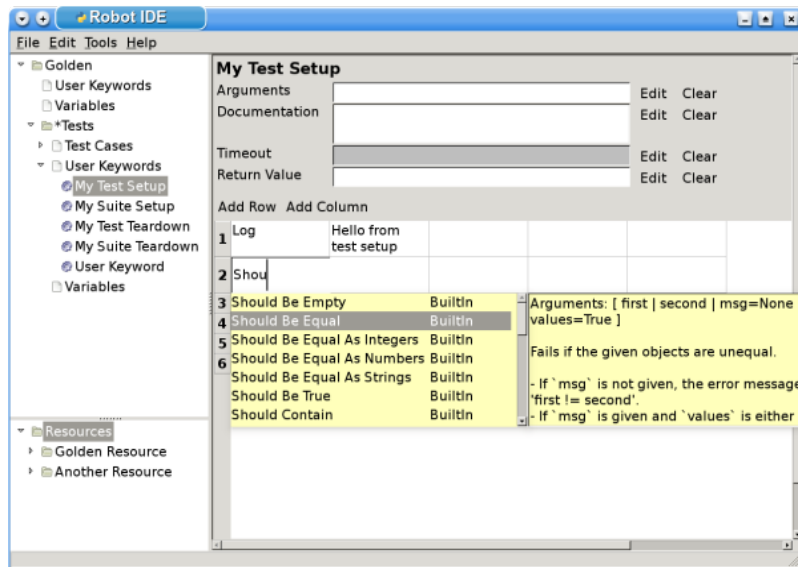 Robot IDE
File Edit Tools Help
Golden
User Keywords
Variables
*Tests
Test Cases
User Keywords
My Test Setup
My Suite Setup
My Test Teardown
My Suite Teardown
User Keyword
Variables
Resources
Golden Resource
Another Resource
My Test Setup
Arguments Edit Clear
Documentation Edit Clear
Timeout Edit Clear
Return Value Edit Clear
Add Row Add Column
1 Log Hello from
test setup
2 Shou
3 Should Be Empty BuiltIn
4 Should Be Equal BuiltIn
5 Should Be Equal As Integers BuiltIn
6 Should Be Equal As Numbers BuiltIn
Should Be Equal As Strings BuiltIn
Should Be True BuiltIn
Should Contain BuiltIn
Arguments: [ first | second | msg=None
values=True ]
Fails if the given objects are unequal.
- If `msg` is not given, the error message
'first != second'.
- If `msg` is given and `values` is either